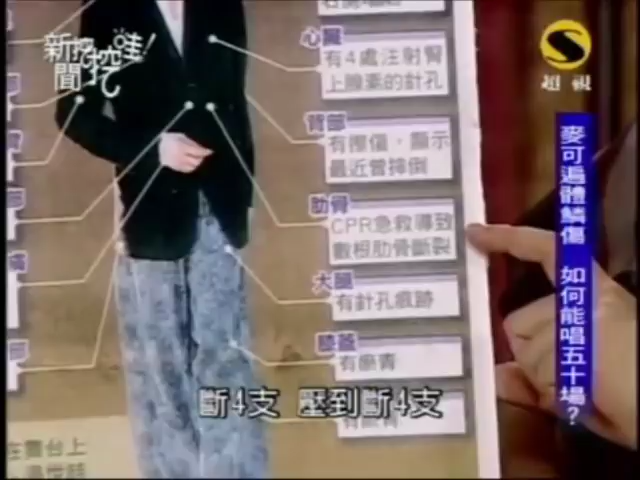 新聞挖挖哇!
超視
心臟
有4處注射腎
上腺素的針孔
背部
有擦傷,顯示
最近曾摔倒
肋骨
CPR急救導致
數根肋骨斷裂
大腿
有針孔痕跡
膝蓋
有瘀青
斷4支 壓到斷4支
在舞台上
麥可遍體鱗傷 如何能唱五十場?